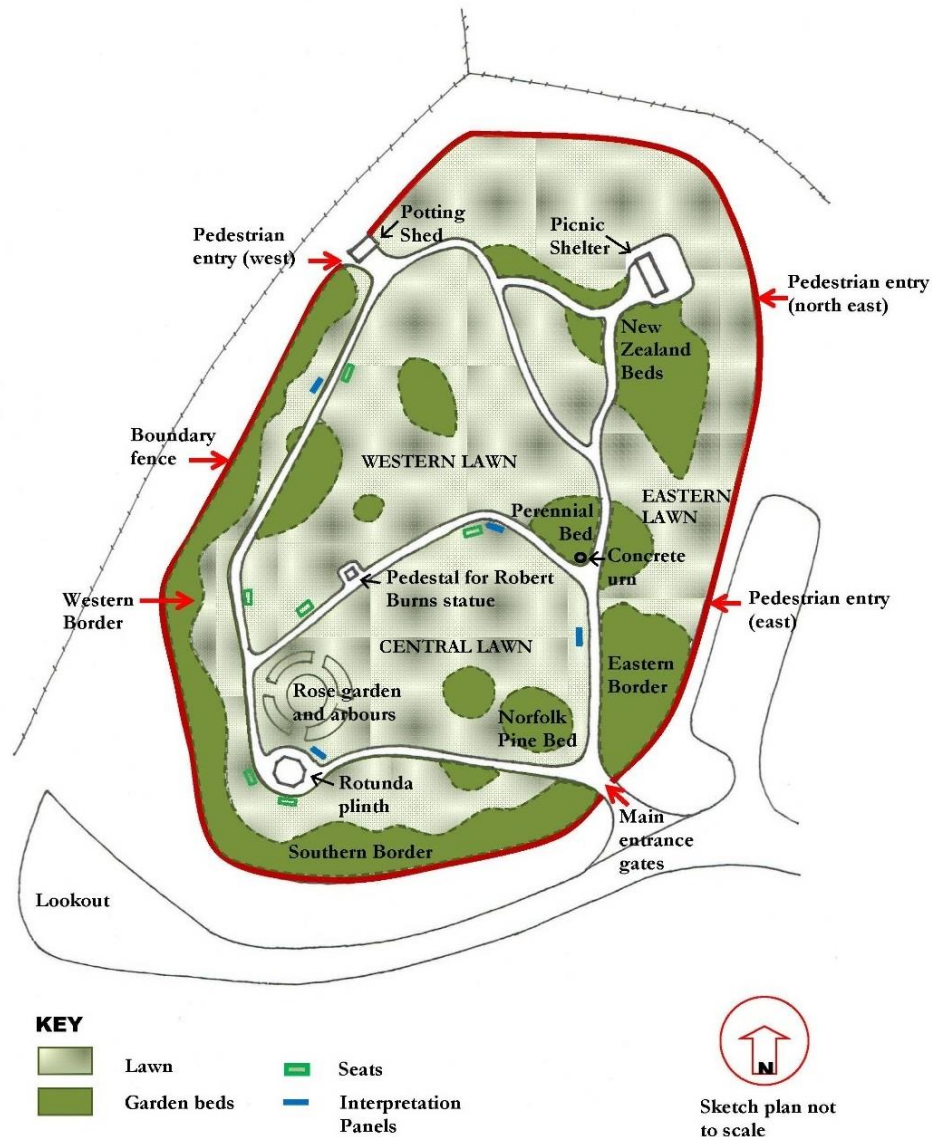 Potting
Shed
Picnic
Shelter
Pedestrian
entry (west)
Pedestrian entry
(north east)
New
Zealand
Beds
Boundary
fence
WESTERN LAWN
EASTERN
LAWN
Perennial
Bed
Concrete
urn
Pedestal for Robert
Burns statue
Western
Border
Pedestrian entry
(east)
CENTRAL LAWN
Eastern
Border
Rose garden
and arbours
Norfolk
Pine Bed
Rotunda
plinth
Main
entrance
gates
Southern Border
Lookout
KEY
Lawn
Garden beds
Seats
Interpretation
Panels
N
Sketch plan not
to scale